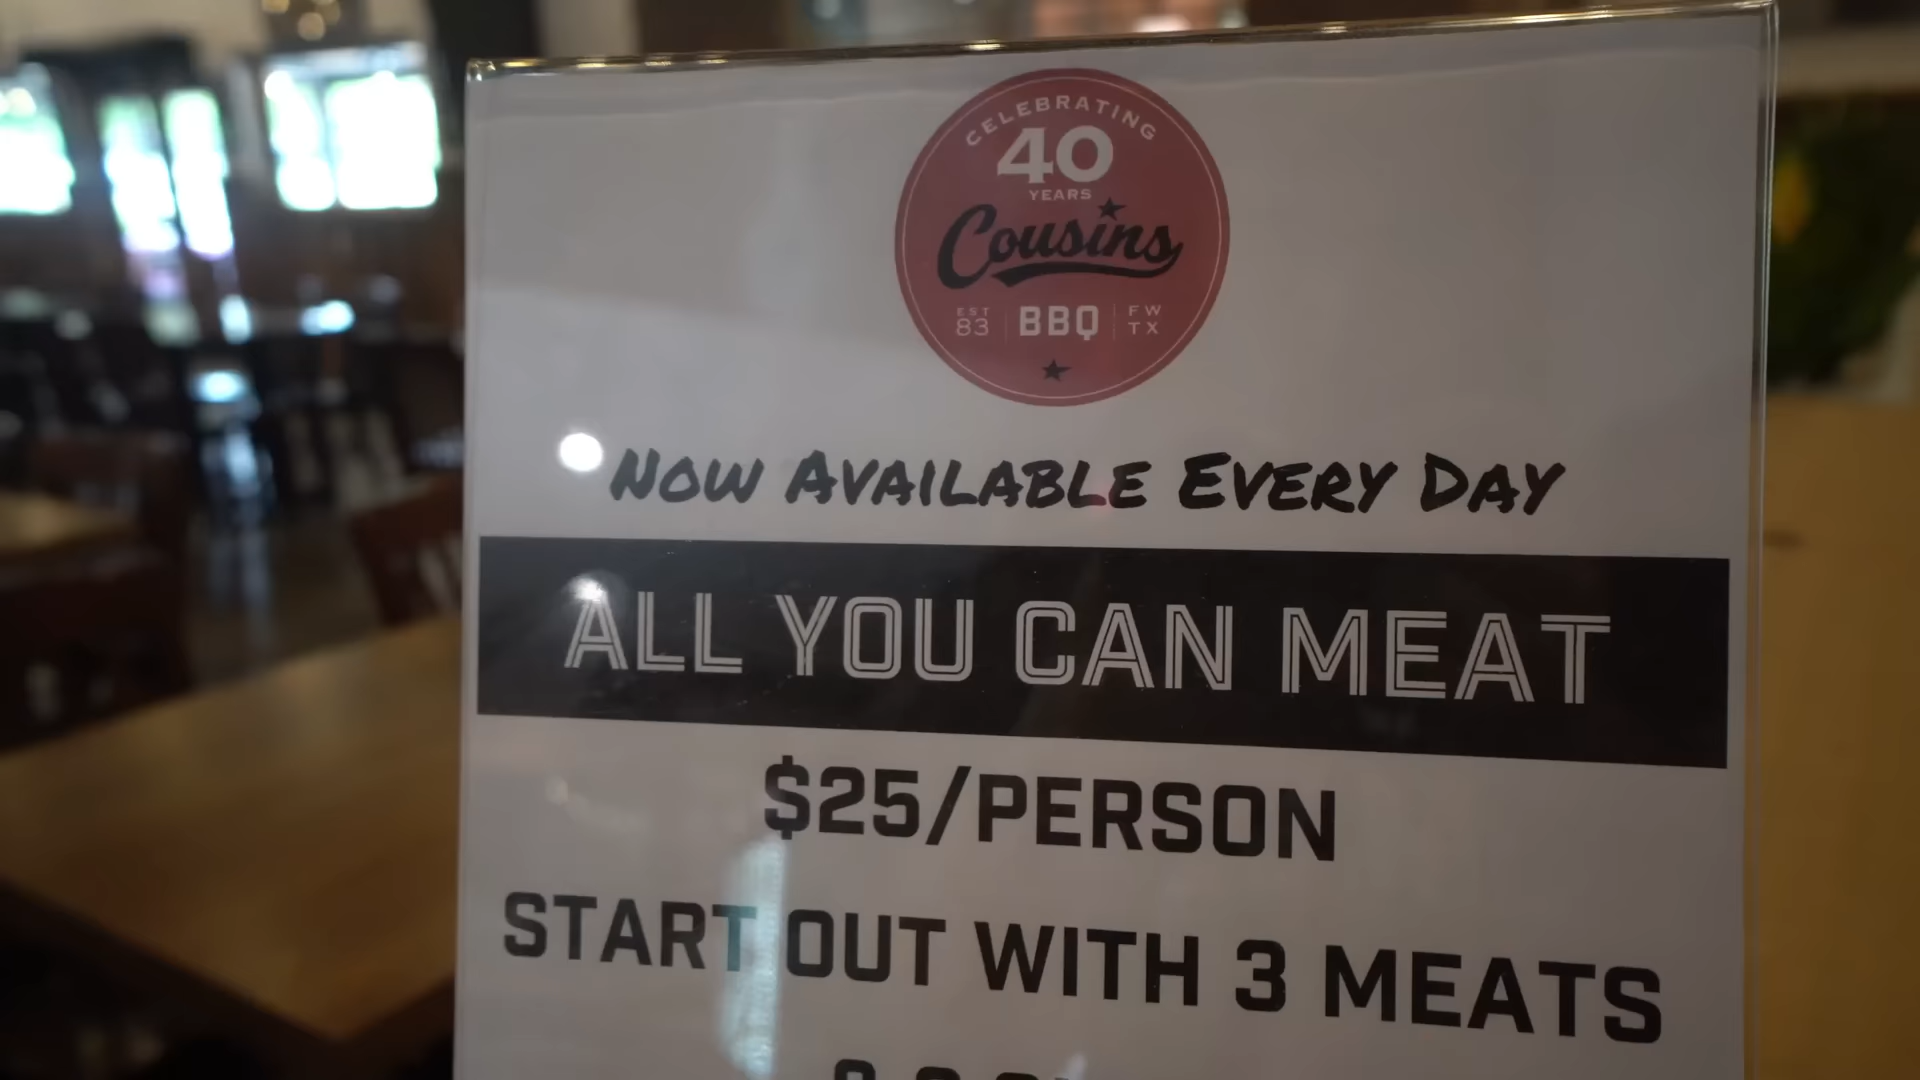 CELEBRATING
40
YEARS
Cousins
EST 83 BBQ FW TX
NOW AVAILABLE EVERY DAY
ALL YOU CAN MEAT
$25/PERSON
START OUT WITH 3 MEATS